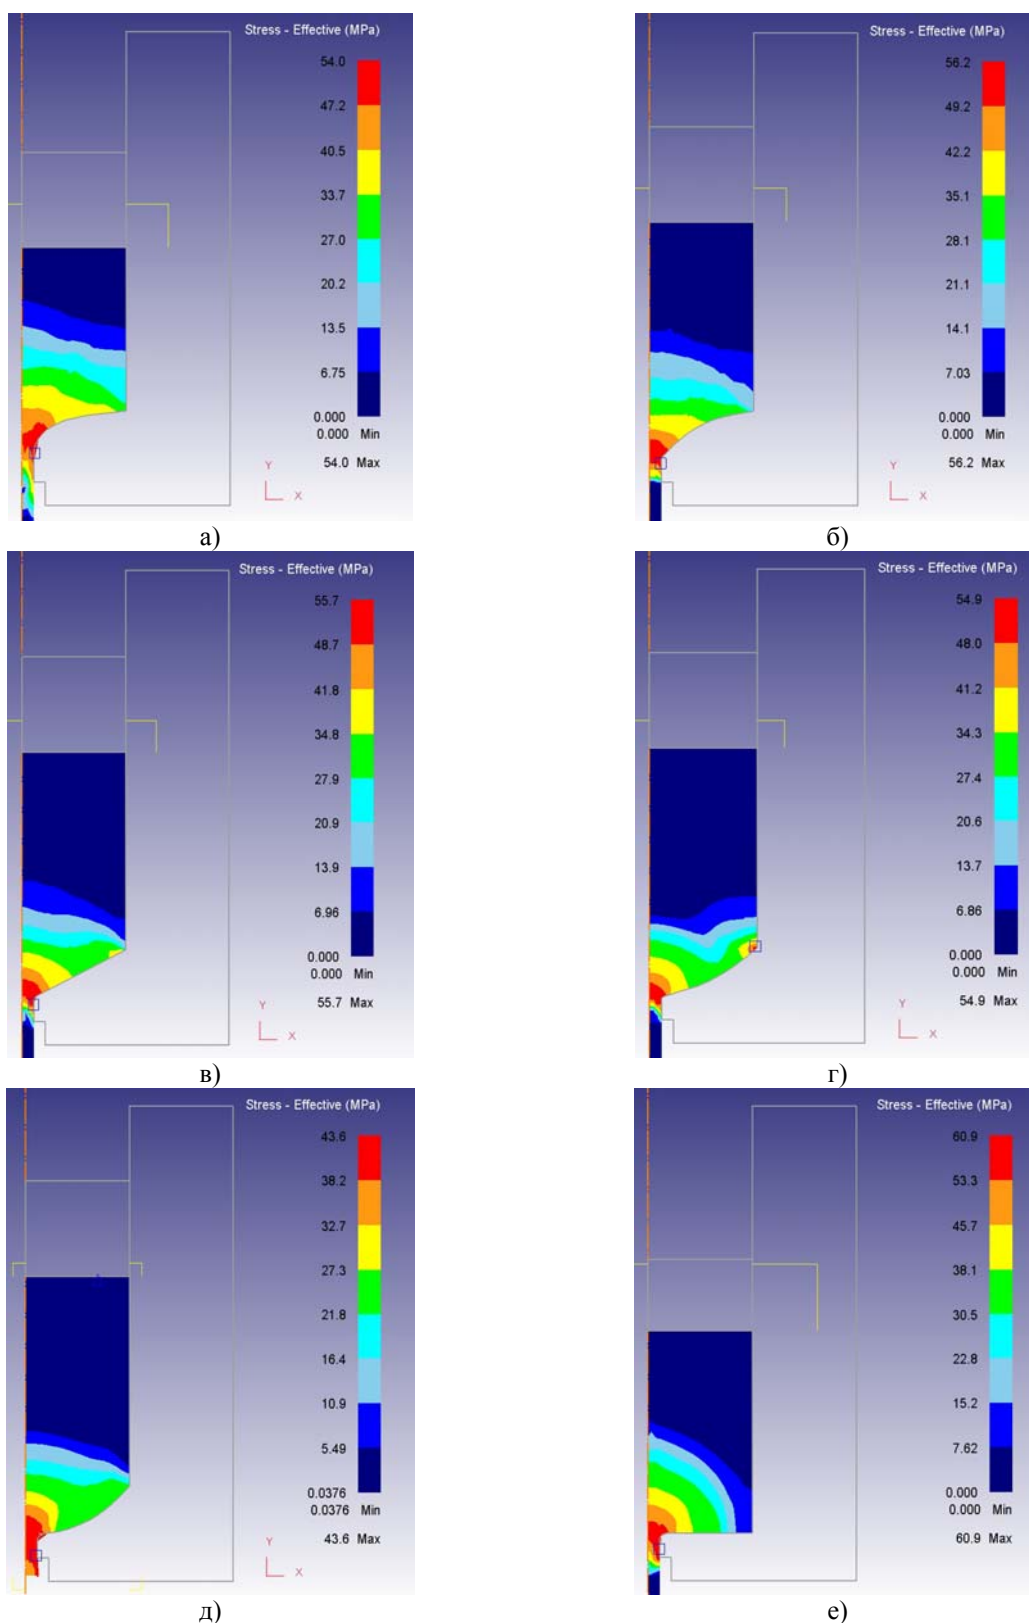 Stress - Effective (MPa)
54.0
47.2
40.5
33.7
27.0
20.2
13.5
6.75
0.000
0.000 Min
54.0 Max
Y
X
а)
Stress - Effective (MPa)
56.2
49.2
42.2
35.1
28.1
21.1
14.1
7.03
0.000
0.000 Min
56.2 Max
Y
X
б)
Stress - Effective (MPa)
55.7
48.7
41.8
34.8
27.9
20.9
13.9
6.96
0.000
0.000 Min
55.7 Max
Y
X
в)
Stress - Effective (MPa)
54.9
48.0
41.2
34.3
27.4
20.6
13.7
6.86
0.000
0.000 Min
54.9 Max
Y
X
г)
Stress - Effective (MPa)
43.6
38.2
32.7
27.3
21.8
16.4
10.9
5.49
0.0376
0.0376 Min
43.6 Max
Y
X
д)
Stress - Effective (MPa)
60.9
53.3
45.7
38.1
30.5
22.8
15.2
7.62
0.000
0.000 Min
60.9 Max
Y
X
е)